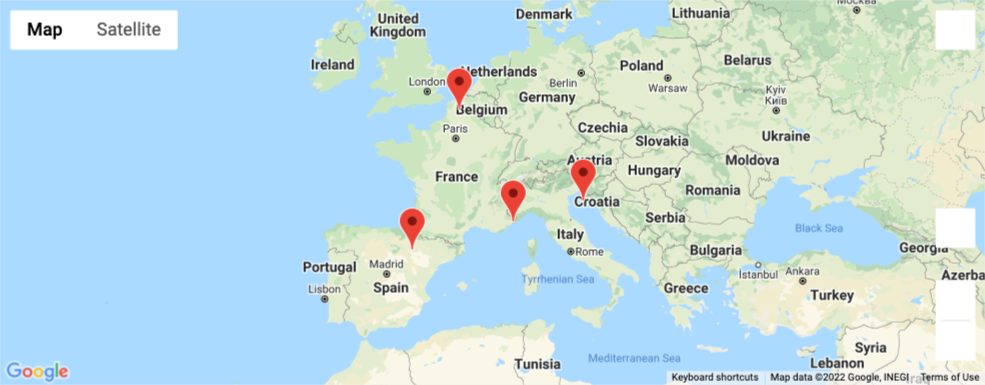 Map Satellite
United
Kingdom
Denmark
Lithuania
Москва
Ireland
London
Netherlands
Berlin
Poland
Warsaw
Belarus
Belgium
Germany
Kyiv
Київ
Paris
Czechia
Slovakia
Ukraine
Austria
Moldova
France
Hungary
Romania
Croatia
Serbia
Italy
Rome
Bulgaria
Black Sea
Georgia
Portugal
Madrid
Spain
Lisbon
Tyrrhenian Sea
Greece
İstanbul
Ankara
Turkey
Azerba
Tunisia
Mediterranean Sea
Syria
Lebanon
Google
Keyboard shortcuts Map data ©2022 Google, INEGI Terms of Use